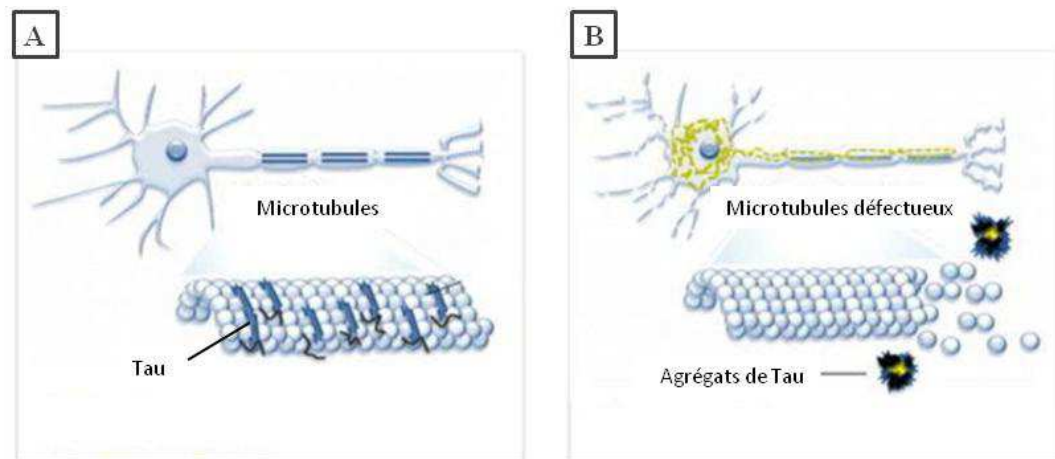 A
B
Microtubules
Microtubules défectueux
Tau
Agrégats de Tau